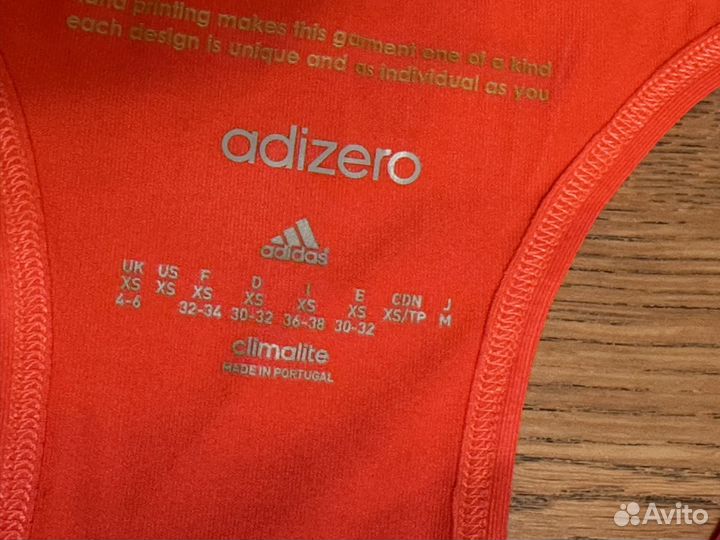 printing makes this garment one of a kind
each design is unique and as individual as you
adizero
adidas
UK US F D I E CDN J
XS XS XS XS XS XS XS/TP M
4-6 32-34 30-32 36-38 30-32
climalite
MADE IN PORTUGAL
Avito